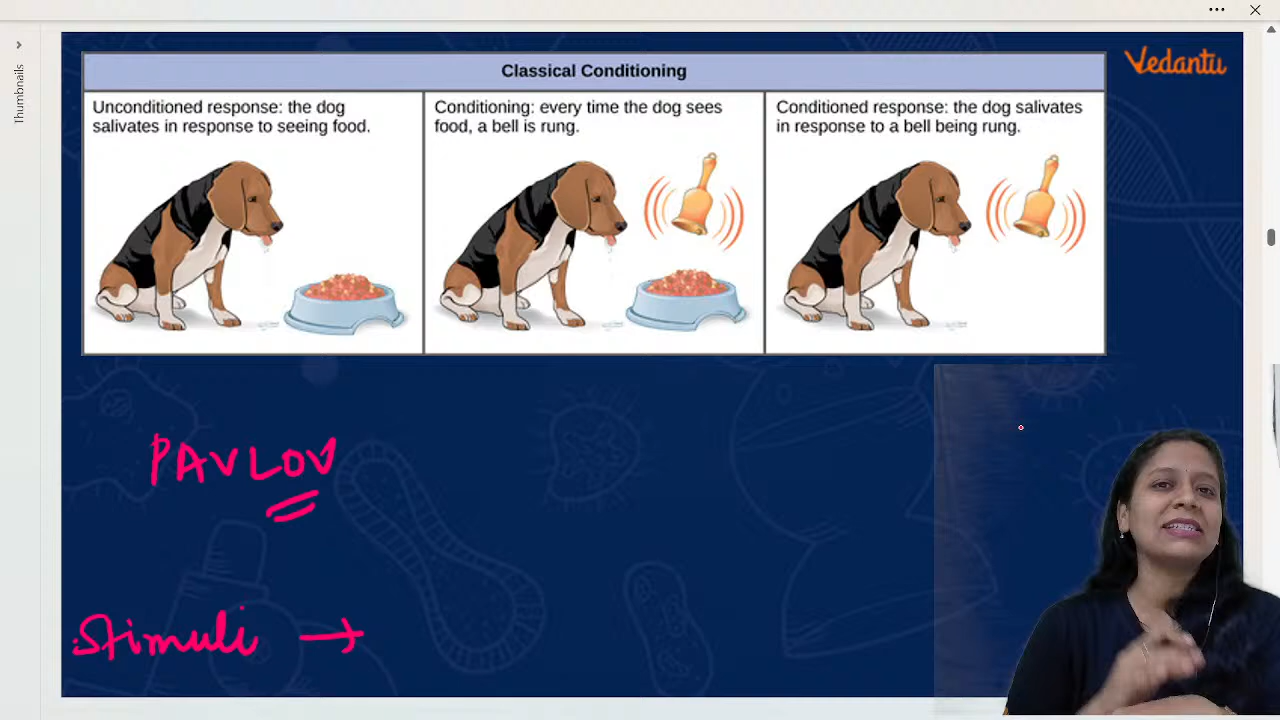 Thumbnails
Vedantu
Classical Conditioning
Unconditioned response: the dog
salivates in response to seeing food.
Conditioning: every time the dog sees
food, a bell is rung.
Conditioned response: the dog salivates
in response to a bell being rung.
PAVLOV
Stimuli →